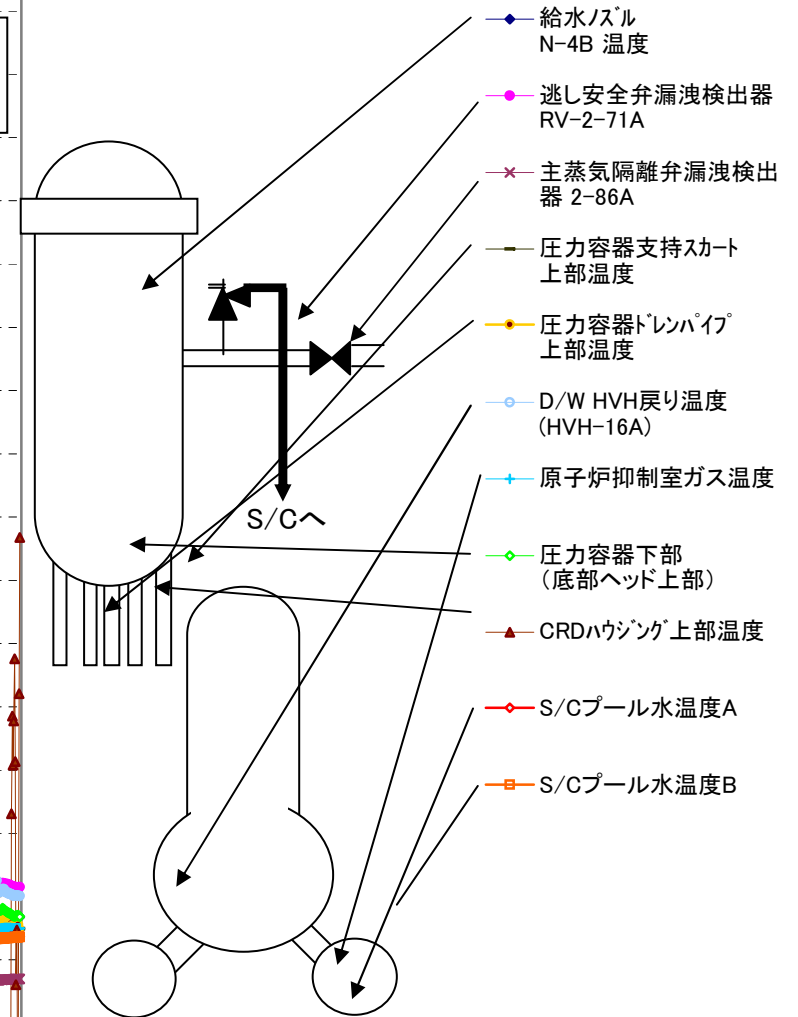 給水ﾉｽﾞﾙ
N-4B 温度
逃し安全弁漏洩検出器
RV-2-71A
主蒸気隔離弁漏洩検出
器 2-86A
圧力容器支持ｽｶｰﾄ
上部温度
圧力容器ﾄﾞﾚﾝﾊﾟｲﾌﾟ
上部温度
D/W HVH戻り温度
(HVH-16A)
原子炉抑制室ガス温度
S/Cへ
圧力容器下部
（底部ヘッド上部）
CRDﾊｳｼﾞﾝｸﾞ上部温度
S/Cプール水温度A
S/Cプール水温度B